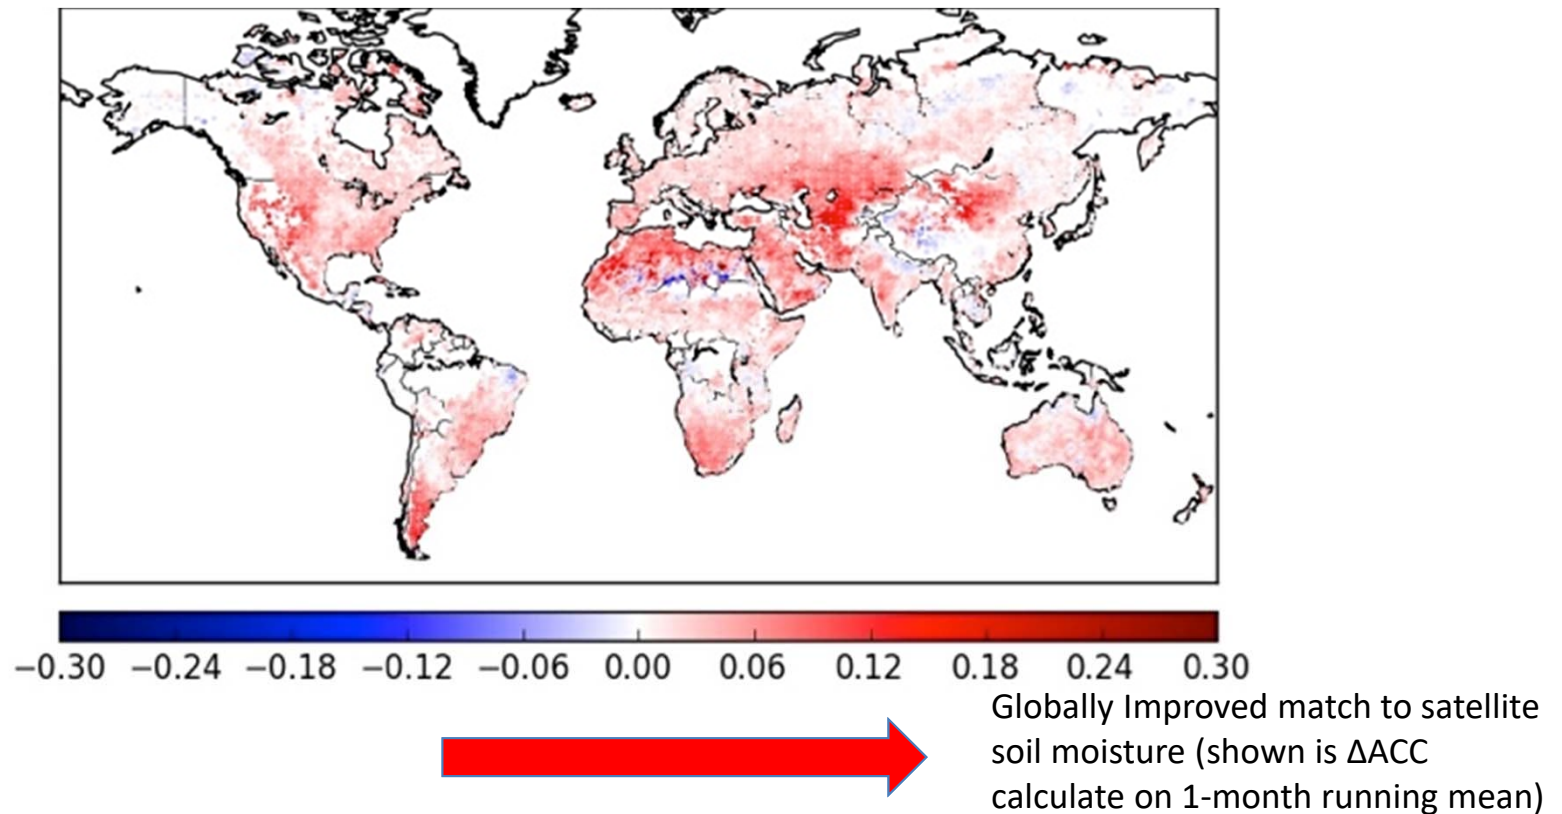 −0.30 −0.24 −0.18 −0.12 −0.06 0.00 0.06 0.12 0.18 0.24 0.30
Globally Improved match to satellite
soil moisture (shown is ΔACC
calculate on 1-month running mean)